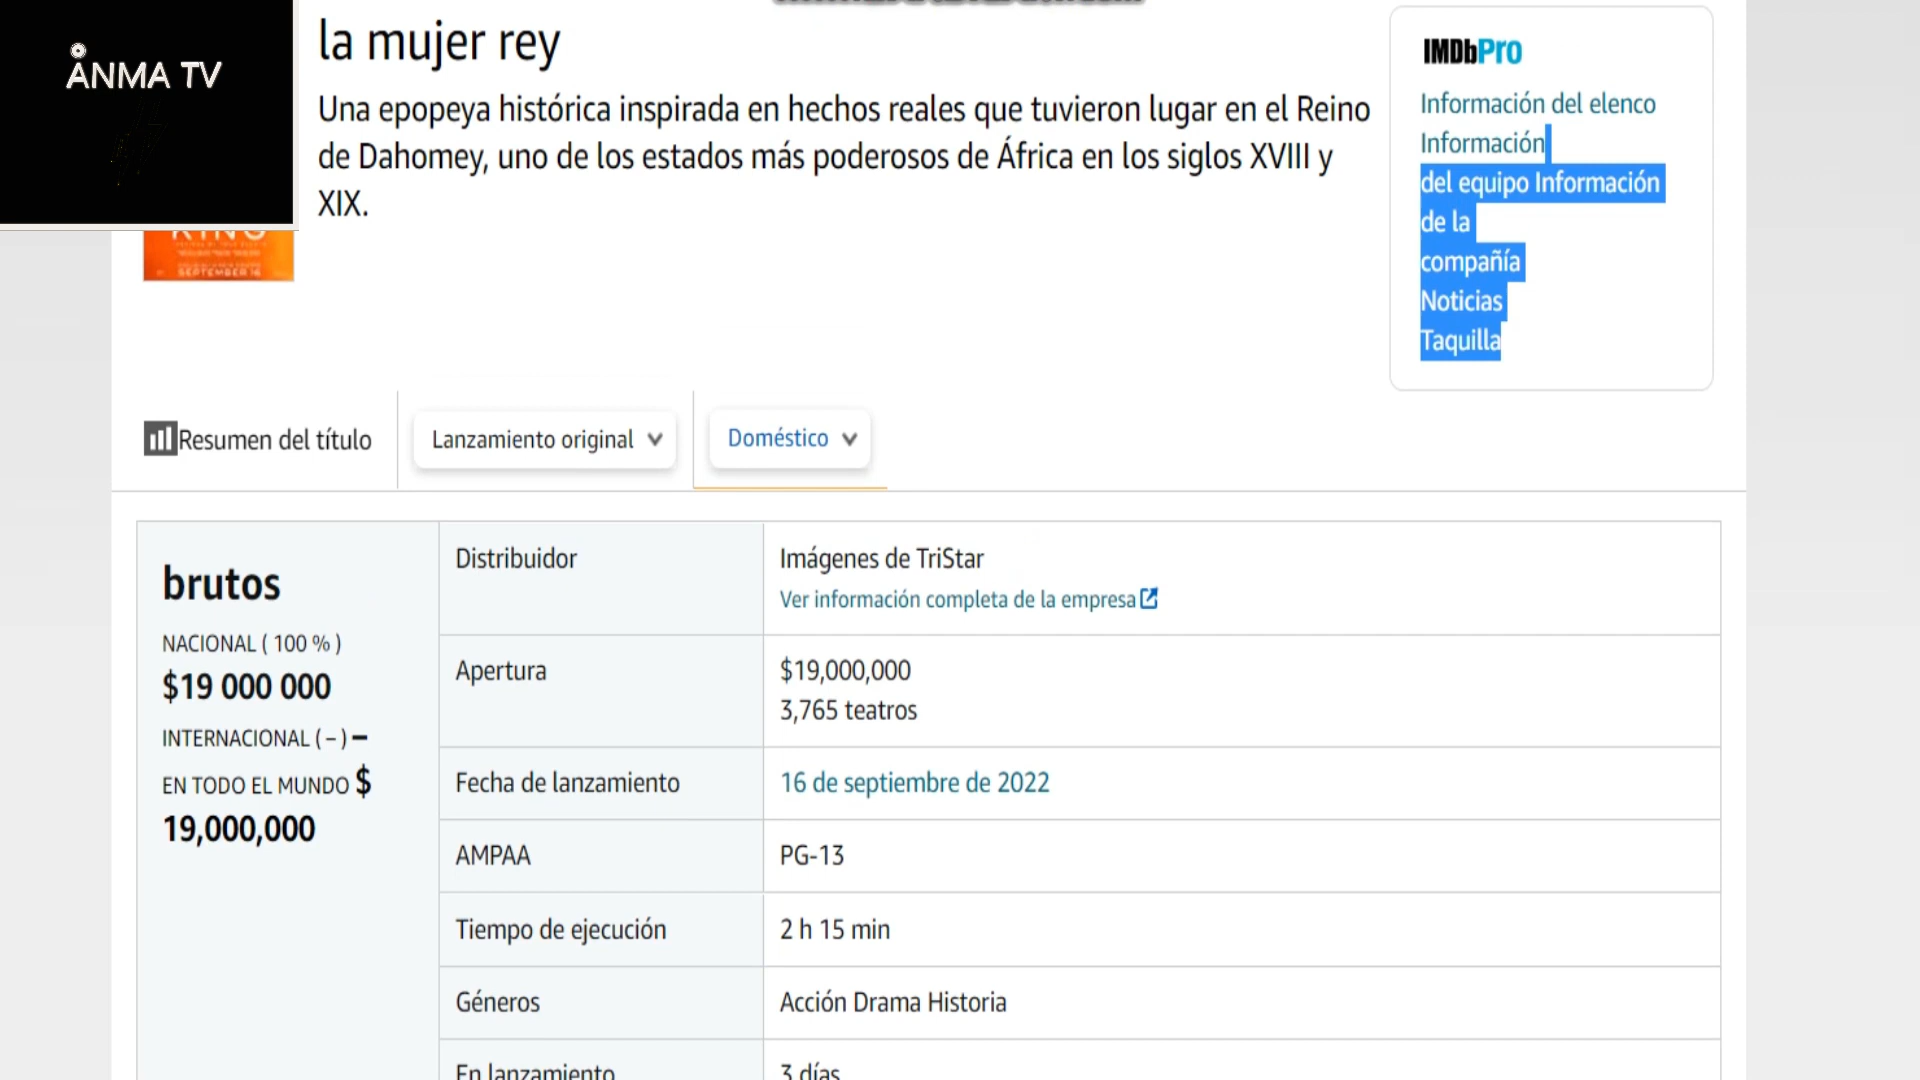 ANMA TV
la mujer rey
Una epopeya histórica inspirada en hechos reales que tuvieron lugar en el Reino
de Dahomey, uno de los estados más poderosos de África en los siglos XVIII y
XIX.
KING
SEPTEMBER 16
IMDbPro
Información del elenco
Información
del equipo Información
de la
compañía
Noticias
Taquilla
Resumen del título
Lanzamiento original
Doméstico
brutos
NACIONAL ( 100 % )
$19 000 000
INTERNACIONAL ( – ) –
EN TODO EL MUNDO $
19,000,000
Distribuidor
Imágenes de TriStar
Ver información completa de la empresa
Apertura
$19,000,000
3,765 teatros
Fecha de lanzamiento
16 de septiembre de 2022
AMPAA
PG-13
Tiempo de ejecución
2 h 15 min
Géneros
Acción Drama Historia
En lanzamiento
3 días